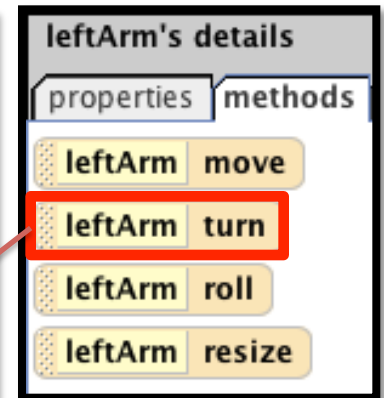 leftArm's details
properties methods
leftArm move
leftArm turn
leftArm roll
leftArm resize